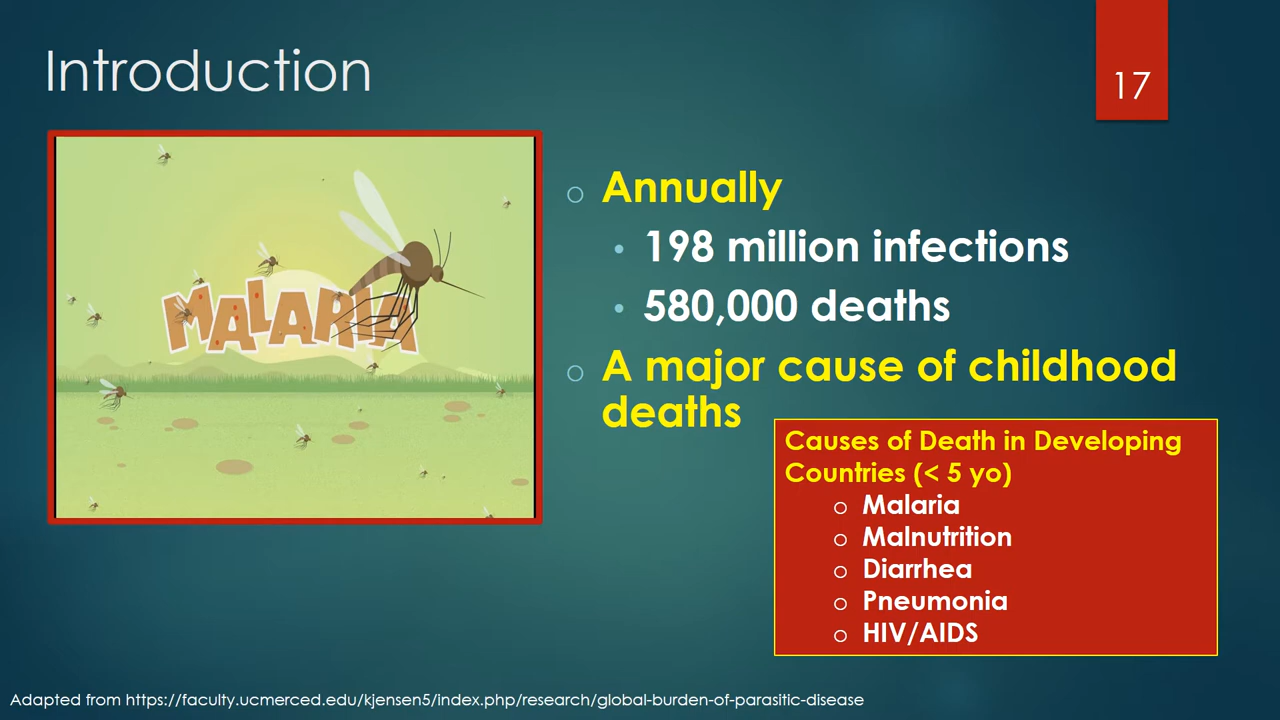 Introduction
17
MALARIA
o Annually
• 198 million infections
• 580,000 deaths
o A major cause of childhood
deaths
Causes of Death in Developing
Countries (< 5 yo)
o Malaria
o Malnutrition
o Diarrhea
o Pneumonia
o HIV/AIDS
Adapted from https://faculty.ucmerced.edu/kjensen5/index.php/research/global-burden-of-parasitic-disease